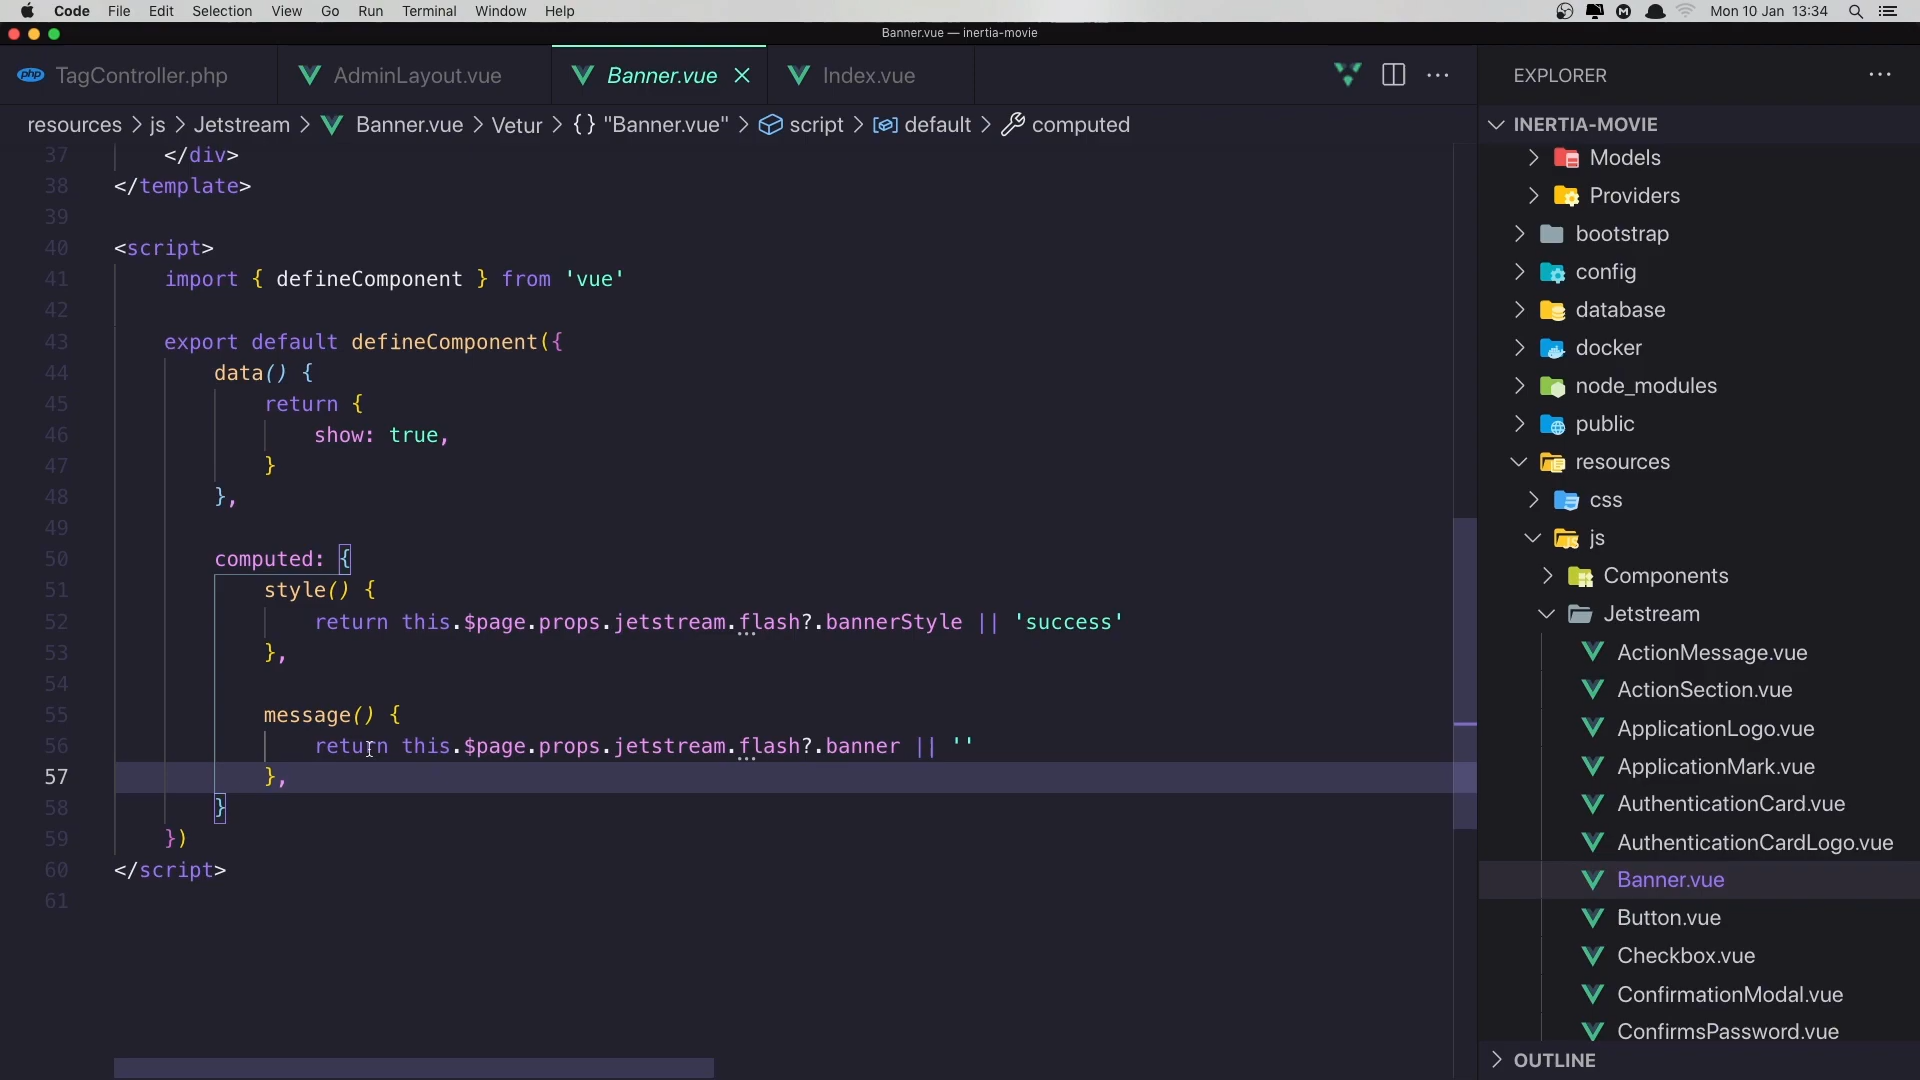 Code File Edit Selection View Go Run Terminal Window Help Mon 10 Jan 13:34
Banner.vue — inertia-movie
php TagController.php AdminLayout.vue Banner.vue Index.vue
resources > js > Jetstream > Banner.vue > Vetur > {} "Banner.vue" > script > default > computed
37 </div>
38 </template>
39
40 <script>
41 import { defineComponent } from 'vue'
42
43 export default defineComponent({
44 data() {
45 return {
46 show: true,
47 }
48 },
49
50 computed: {
51 style() {
52 return this.$page.props.jetstream.flash?.bannerStyle || 'success'
53 },
54
55 message() {
56 return this.$page.props.jetstream.flash?.banner || ''
57 },
58 }
59 })
60 </script>
61
EXPLORER
INERTIA-MOVIE
Models
Providers
bootstrap
config
database
docker
node_modules
public
resources
css
js
Components
Jetstream
ActionMessage.vue
ActionSection.vue
ApplicationLogo.vue
ApplicationMark.vue
AuthenticationCard.vue
AuthenticationCardLogo.vue
Banner.vue
Button.vue
Checkbox.vue
ConfirmationModal.vue
ConfirmsPassword.vue
OUTLINE